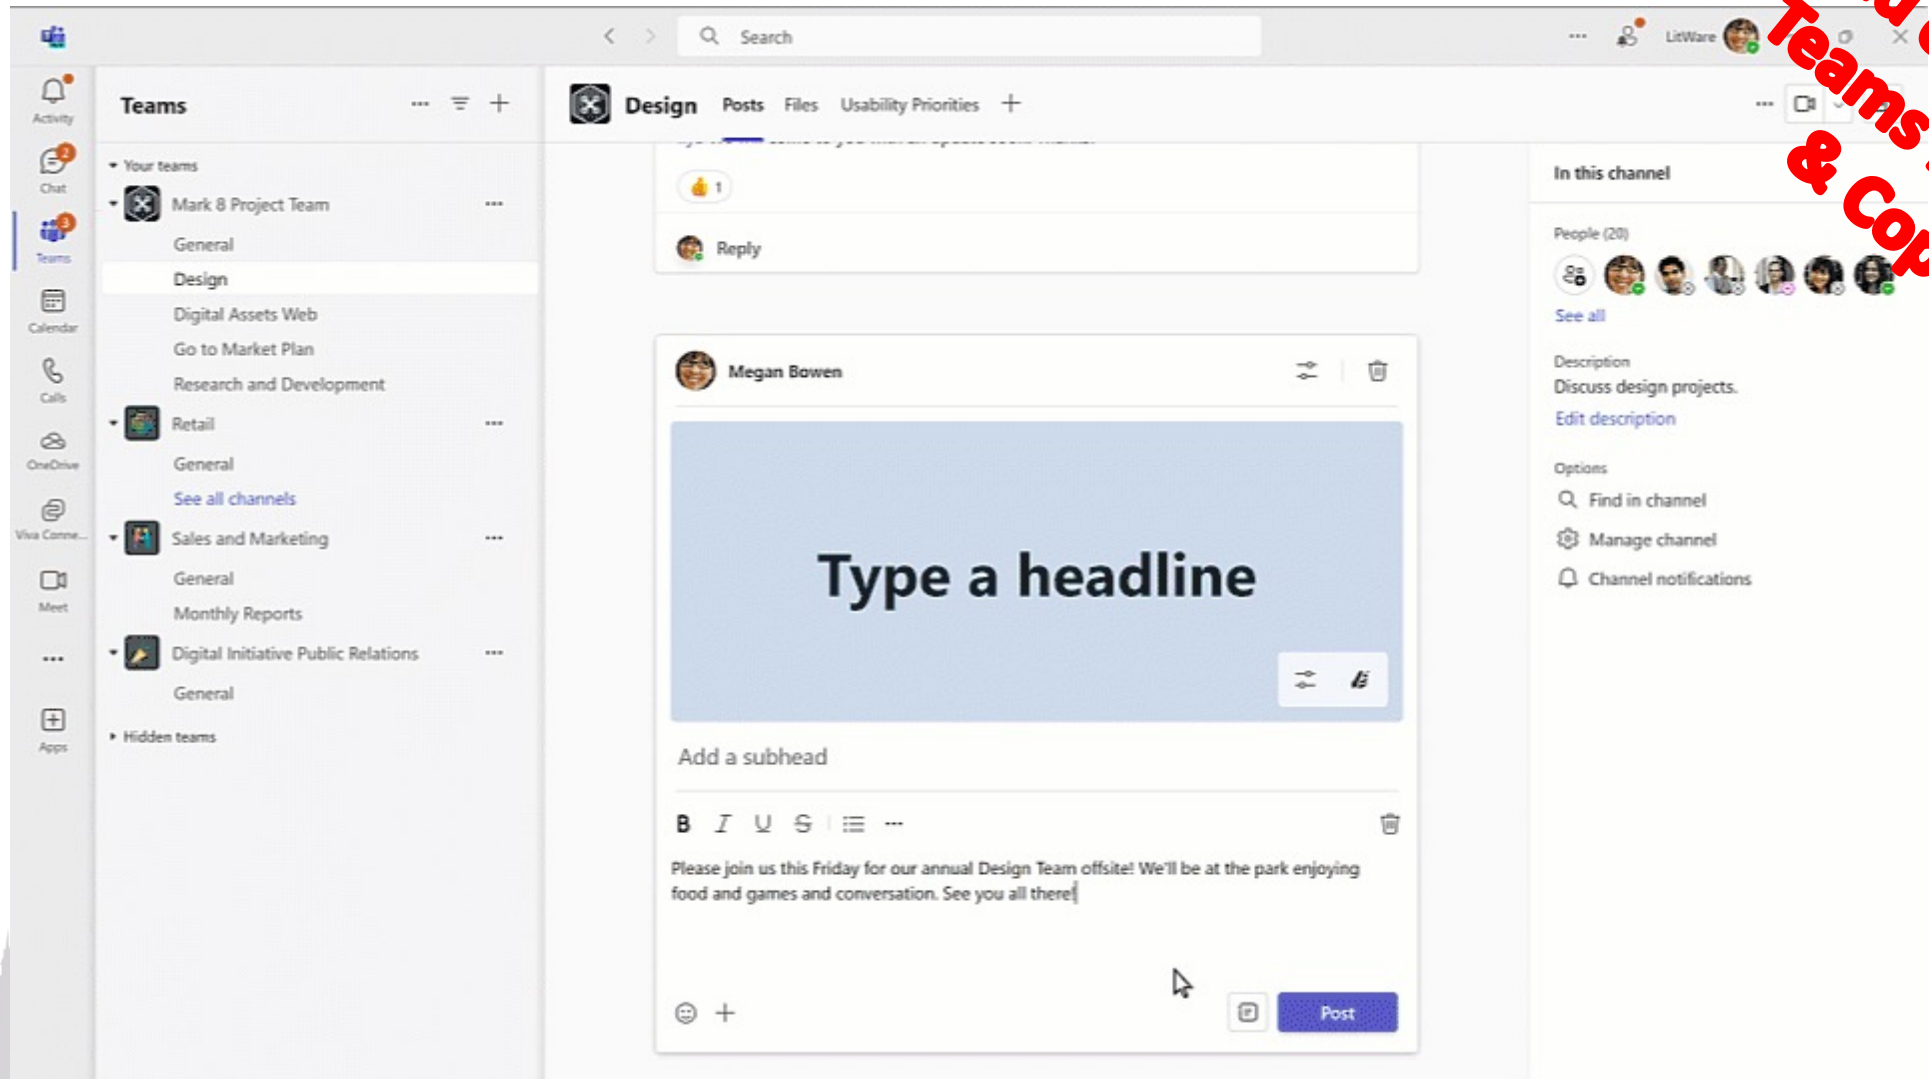 Search
LitWare
Teams
& Cop
Activity
Chat
2
Teams
3
Calendar
Calls
OneDrive
Viva Conne...
Meet
Apps
Teams
Your teams
Mark 8 Project Team
General
Design
Digital Assets Web
Go to Market Plan
Research and Development
Retail
General
See all channels
Sales and Marketing
General
Monthly Reports
Digital Initiative Public Relations
General
Hidden teams
Design Posts Files Usability Priorities
1
Reply
Megan Bowen
Type a headline
Add a subhead
B I U S
Please join us this Friday for our annual Design Team offsite! We'll be at the park enjoying
food and games and conversation. See you all there!
Post
In this channel
People (20)
See all
Description
Discuss design projects.
Edit description
Options
Find in channel
Manage channel
Channel notifications